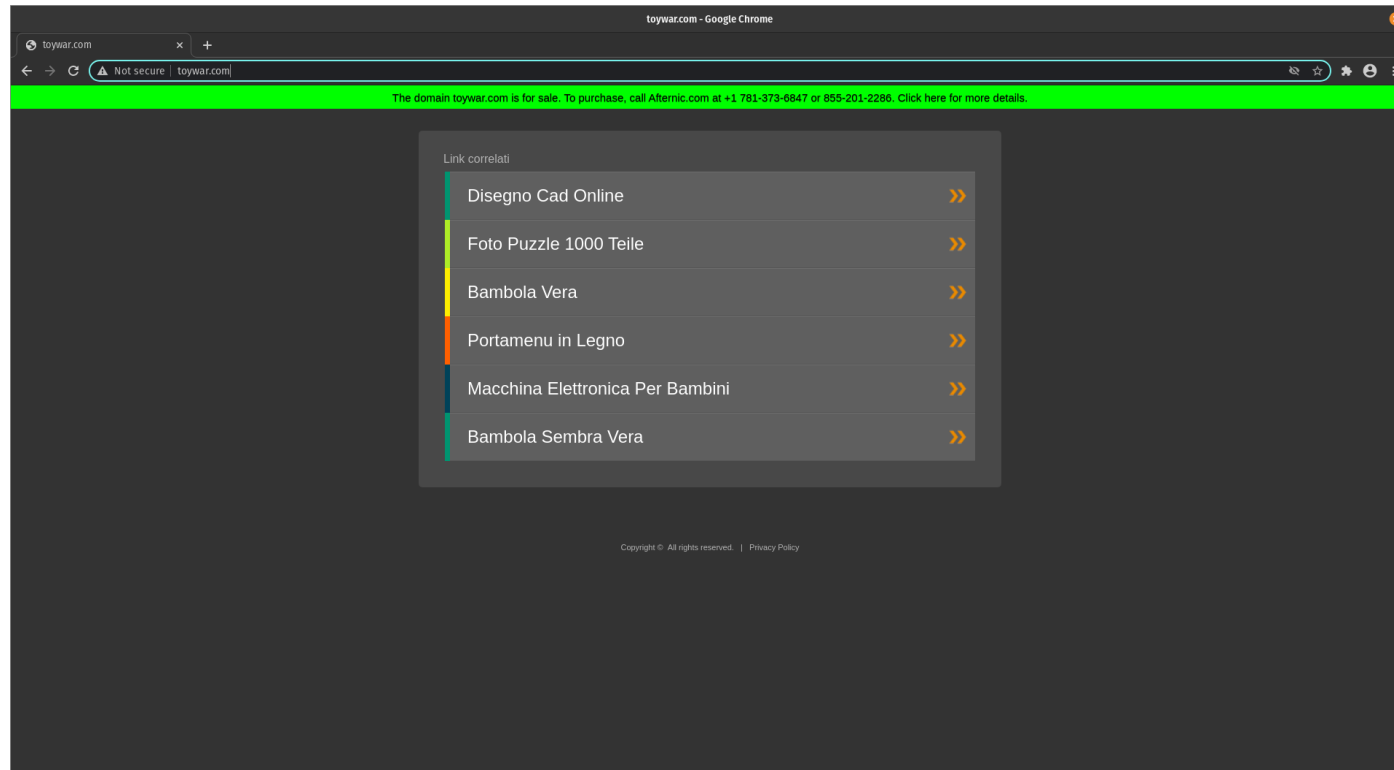 toywar.com - Google Chrome
toywar.com
Not secure | toywar.com
The domain toywar.com is for sale. To purchase, call Afternic.com at +1 781-373-6847 or 855-201-2286. Click here for more details.
Link correlati
Disegno Cad Online
Foto Puzzle 1000 Teile
Bambola Vera
Portamenu in Legno
Macchina Elettronica Per Bambini
Bambola Sembra Vera
Copyright © All rights reserved. | Privacy Policy